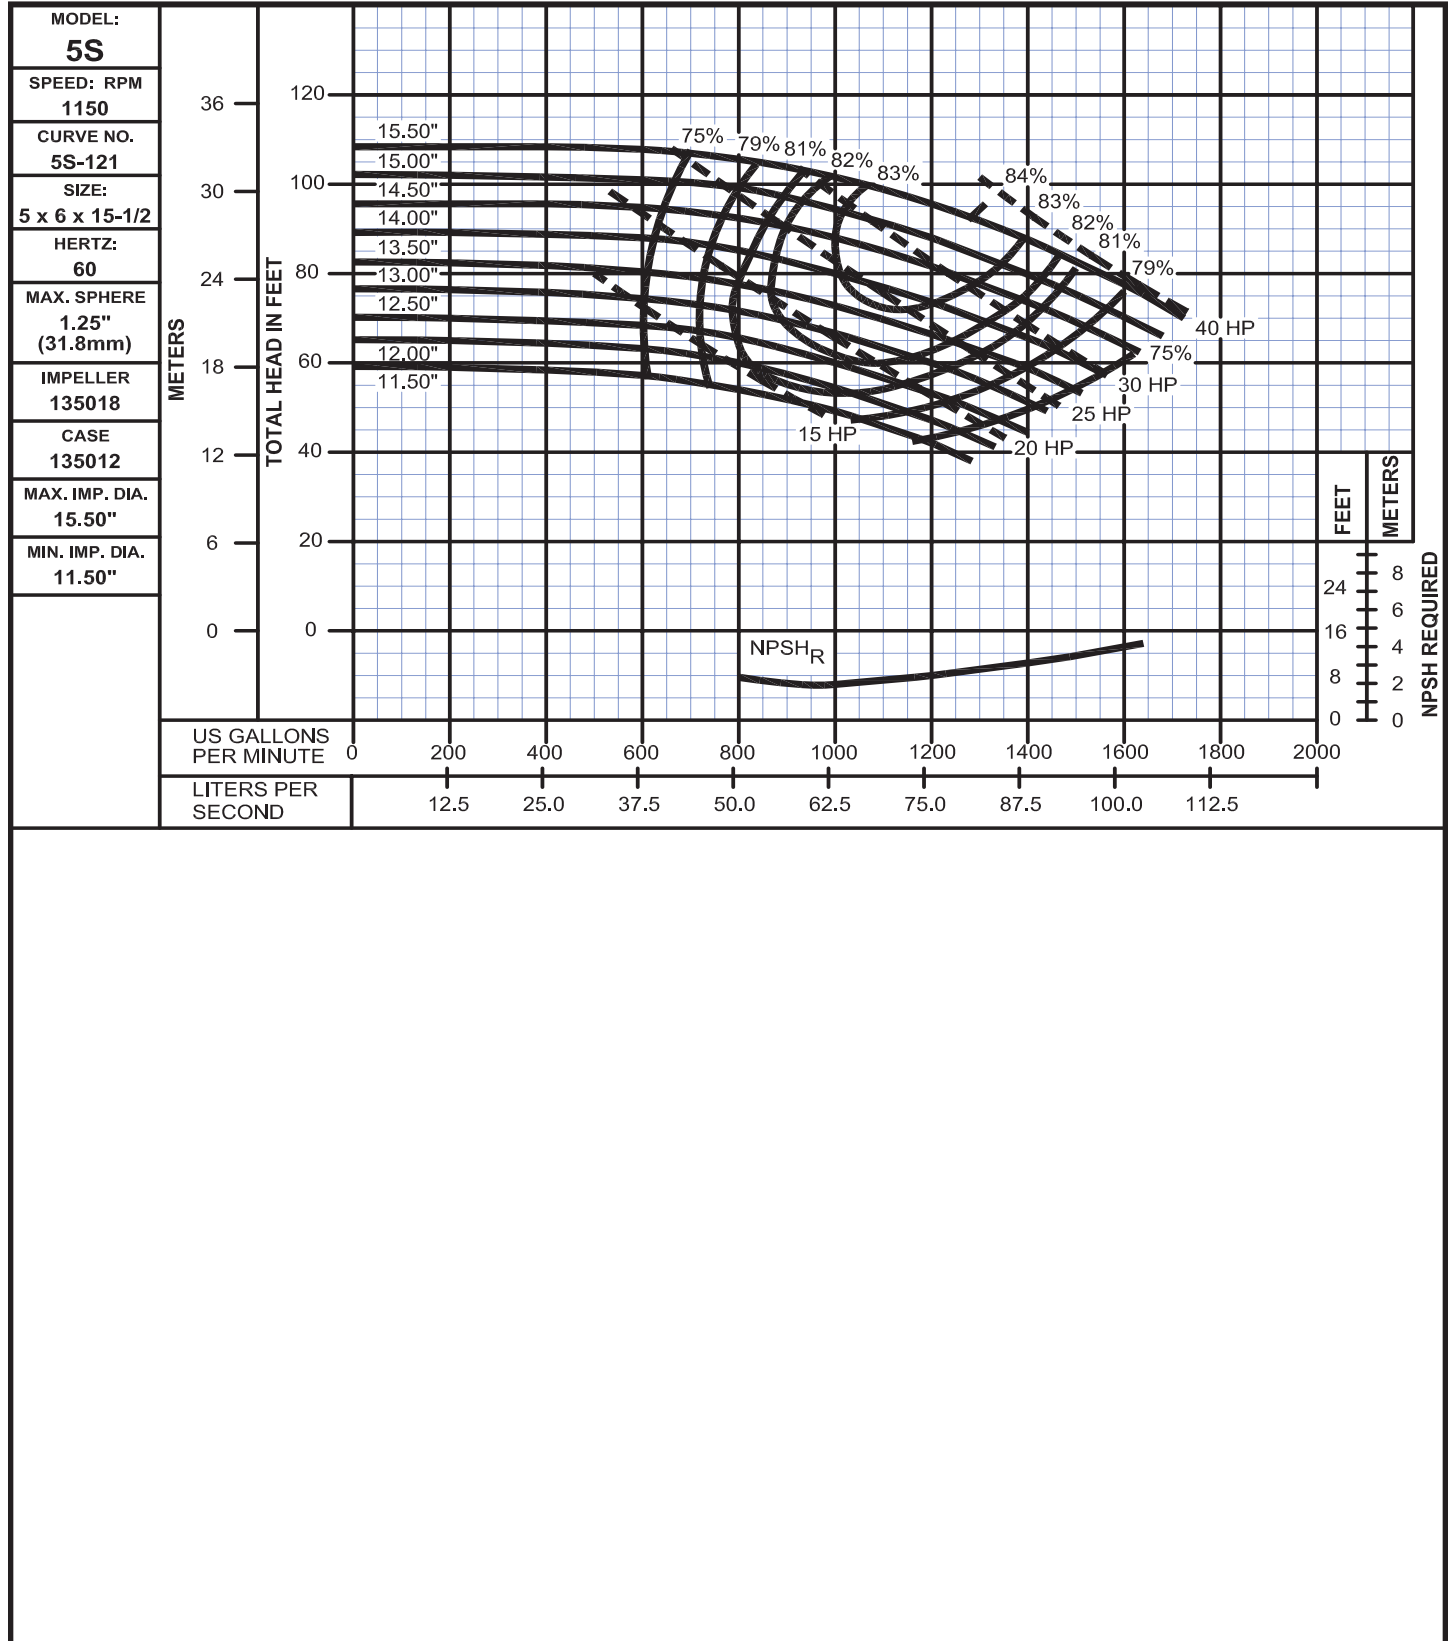 MODEL:
5S
SPEED: RPM
1150
CURVE NO.
5S-121
SIZE:
5 x 6 x 15-1/2
HERTZ:
60
MAX. SPHERE
1.25"
(31.8mm)
IMPELLER
135018
CASE
135012
MAX. IMP. DIA.
15.50"
MIN. IMP. DIA.
11.50"
METERS
36
30
24
18
12
6
0
TOTAL HEAD IN FEET
120
100
80
60
40
20
0
15.50"
15.00"
14.50"
14.00"
13.50"
13.00"
12.50"
12.00"
11.50"
75% 79% 81%
82%
83%
84%
83%
82%
81%
79%
40 HP
75%
30 HP
25 HP
20 HP
15 HP
NPSHR
FEET
METERS
24
16
8
0
8
6
4
2
0
NPSH REQUIRED
US GALLONS
PER MINUTE
0 200 400 600 800 1000 1200 1400 1600 1800 2000
LITERS PER
SECOND
12.5 25.0 37.5 50.0 62.5 75.0 87.5 100.0 112.5